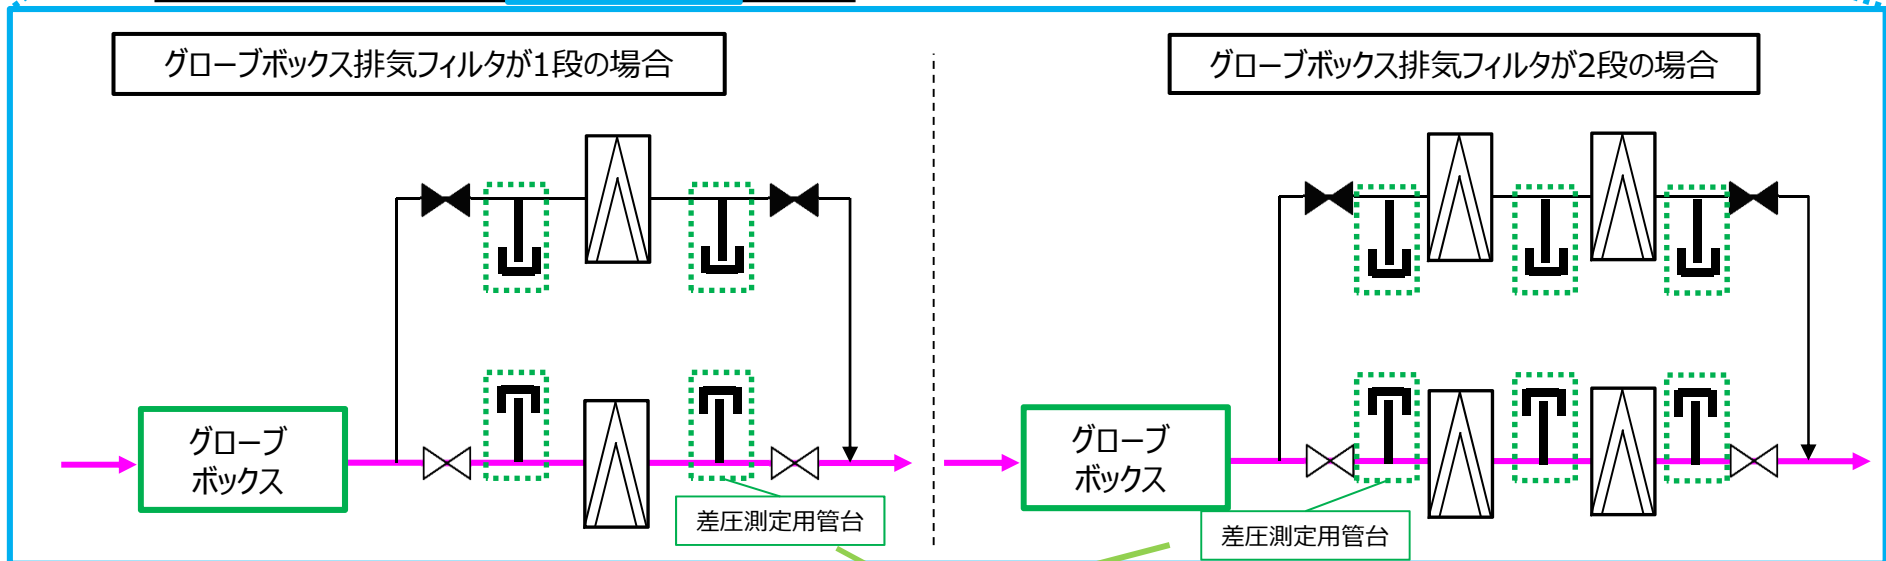 グローブボックス排気フィルタが1段の場合
グローブボックス排気フィルタが2段の場合
グローブ
ボックス
差圧測定用管台
グローブ
ボックス
差圧測定用管台